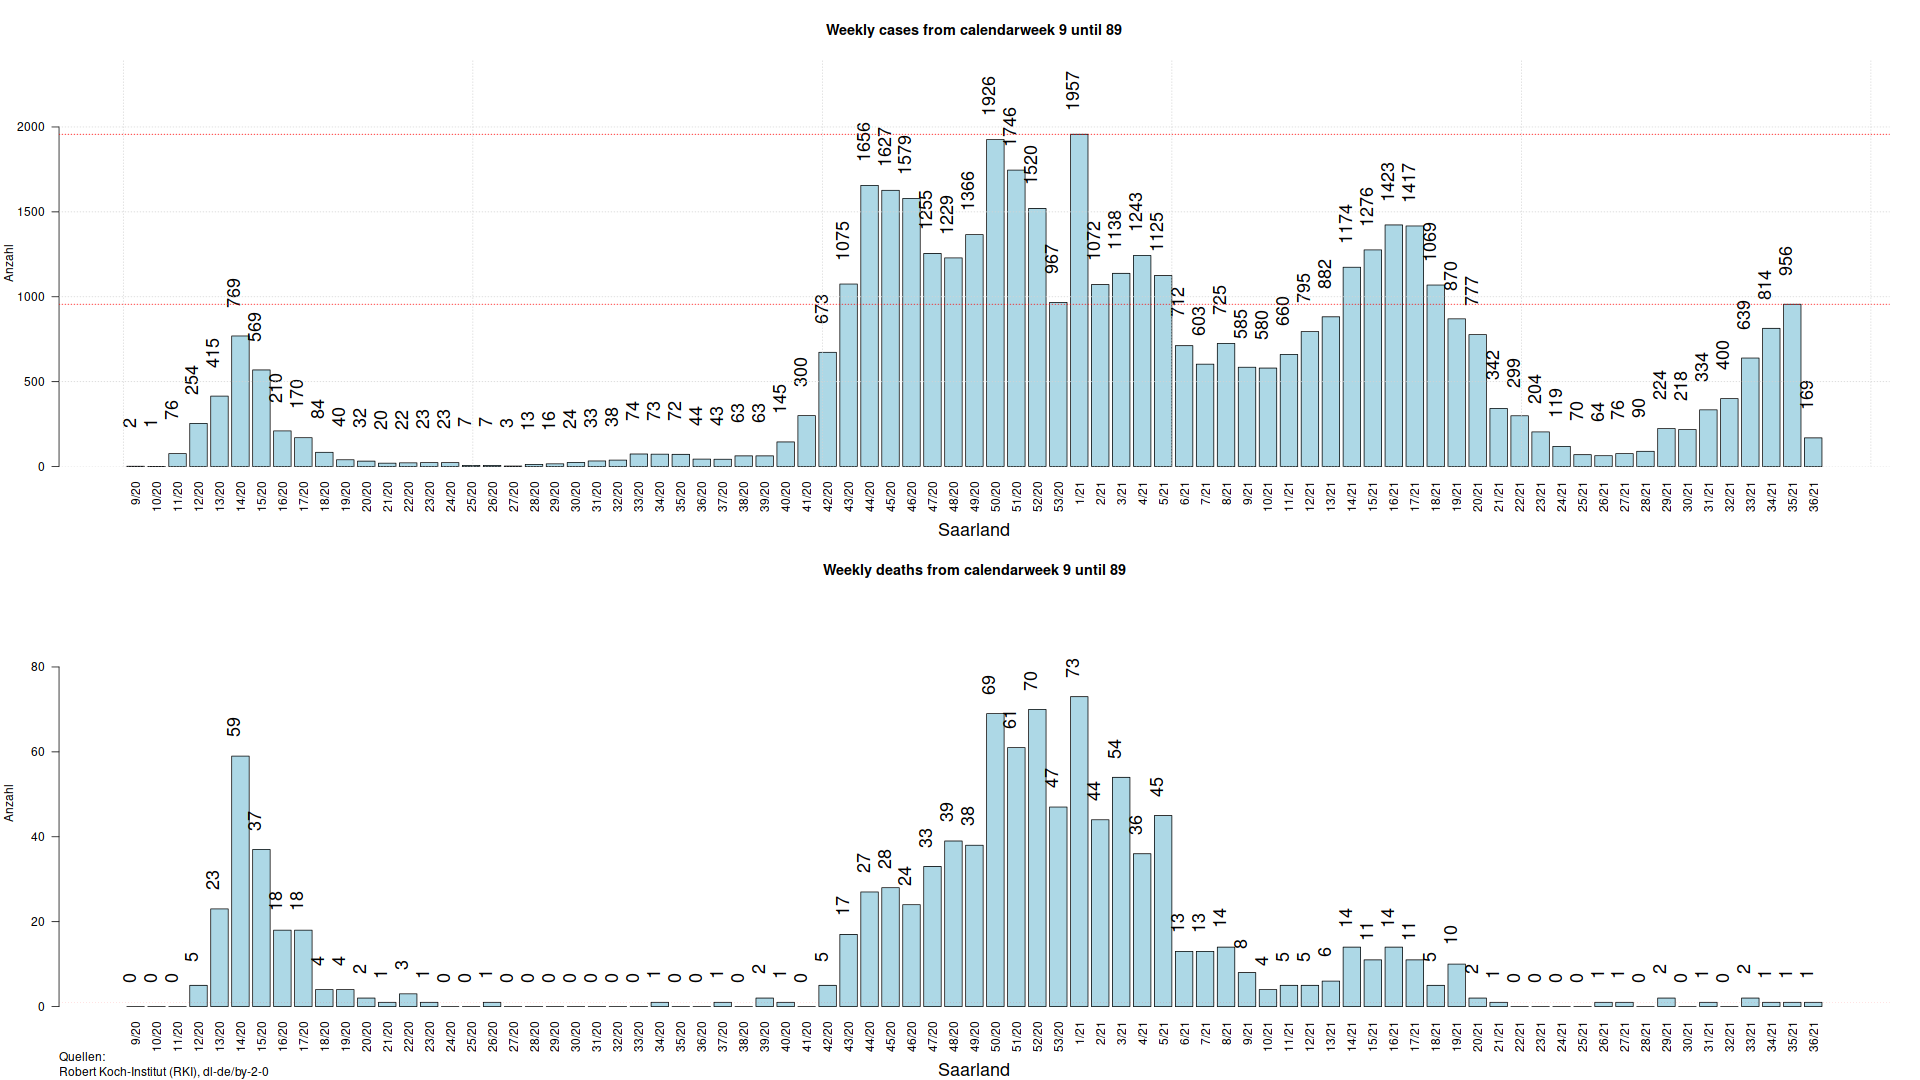 Weekly cases from calendarweek 9 until 89
Anzahl
2000
1500
1000
500
0
2 1 76 254 415 769 569 210 170 84 40 32 20 22 23 23 7 7 3 13 16 24 33 38 74 73 72 44 43 63 63 145 300 673 1075 1656 1627 1579 1255 1229 1366 1926 1746 1520 967 1957 1072 1138 1243 1125 712 603 725 585 580 660 795 882 1174 1276 1423 1417 1069 870 777 342 299 204 119 70 64 76 90 224 218 334 400 639 814 956 169
9/20 10/20 11/20 12/20 13/20 14/20 15/20 16/20 17/20 18/20 19/20 20/20 21/20 22/20 23/20 24/20 25/20 26/20 27/20 28/20 29/20 30/20 31/20 32/20 33/20 34/20 35/20 36/20 37/20 38/20 39/20 40/20 41/20 42/20 43/20 44/20 45/20 46/20 47/20 48/20 49/20 50/20 51/20 52/20 53/20 1/21 2/21 3/21 4/21 5/21 6/21 7/21 8/21 9/21 10/21 11/21 12/21 13/21 14/21 15/21 16/21 17/21 18/21 19/21 20/21 21/21 22/21 23/21 24/21 25/21 26/21 27/21 28/21 29/21 30/21 31/21 32/21 33/21 34/21 35/21 36/21
Saarland
Weekly deaths from calendarweek 9 until 89
Anzahl
80
60
40
20
0
0 0 0 5 23 59 37 18 18 4 4 2 1 3 1 0 0 1 0 0 0 0 0 0 0 1 0 0 1 0 2 1 0 5 17 27 28 24 33 39 38 69 61 70 47 73 44 54 36 45 13 13 14 8 4 5 5 6 14 11 14 11 5 10 2 1 0 0 0 0 1 1 0 2 0 1 0 2 1 1 1
9/20 10/20 11/20 12/20 13/20 14/20 15/20 16/20 17/20 18/20 19/20 20/20 21/20 22/20 23/20 24/20 25/20 26/20 27/20 28/20 29/20 30/20 31/20 32/20 33/20 34/20 35/20 36/20 37/20 38/20 39/20 40/20 41/20 42/20 43/20 44/20 45/20 46/20 47/20 48/20 49/20 50/20 51/20 52/20 53/20 1/21 2/21 3/21 4/21 5/21 6/21 7/21 8/21 9/21 10/21 11/21 12/21 13/21 14/21 15/21 16/21 17/21 18/21 19/21 20/21 21/21 22/21 23/21 24/21 25/21 26/21 27/21 28/21 29/21 30/21 31/21 32/21 33/21 34/21 35/21 36/21
Saarland
Quellen:
Robert Koch-Institut (RKI), dl-de/by-2-0